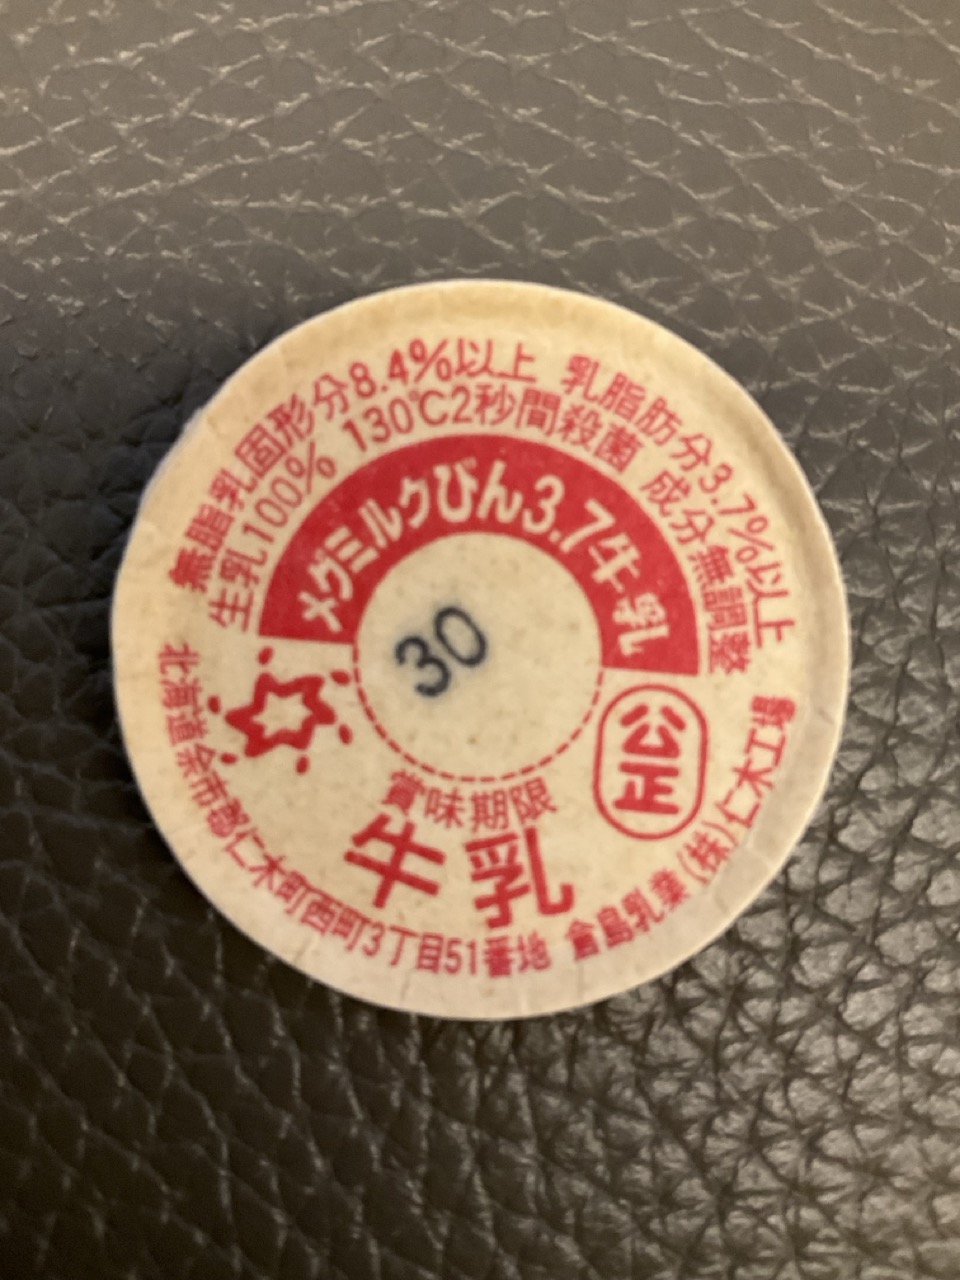 無脂乳固形分8.4%以上 乳脂肪分3.7%以上
生乳100% 130℃2秒間殺菌 成分無調整
メグミルクびん3.7牛乳
30
公正
賞味期限
牛乳
北海道余市郡仁木町西町3丁目51番地 倉島乳業(株)仁木工場